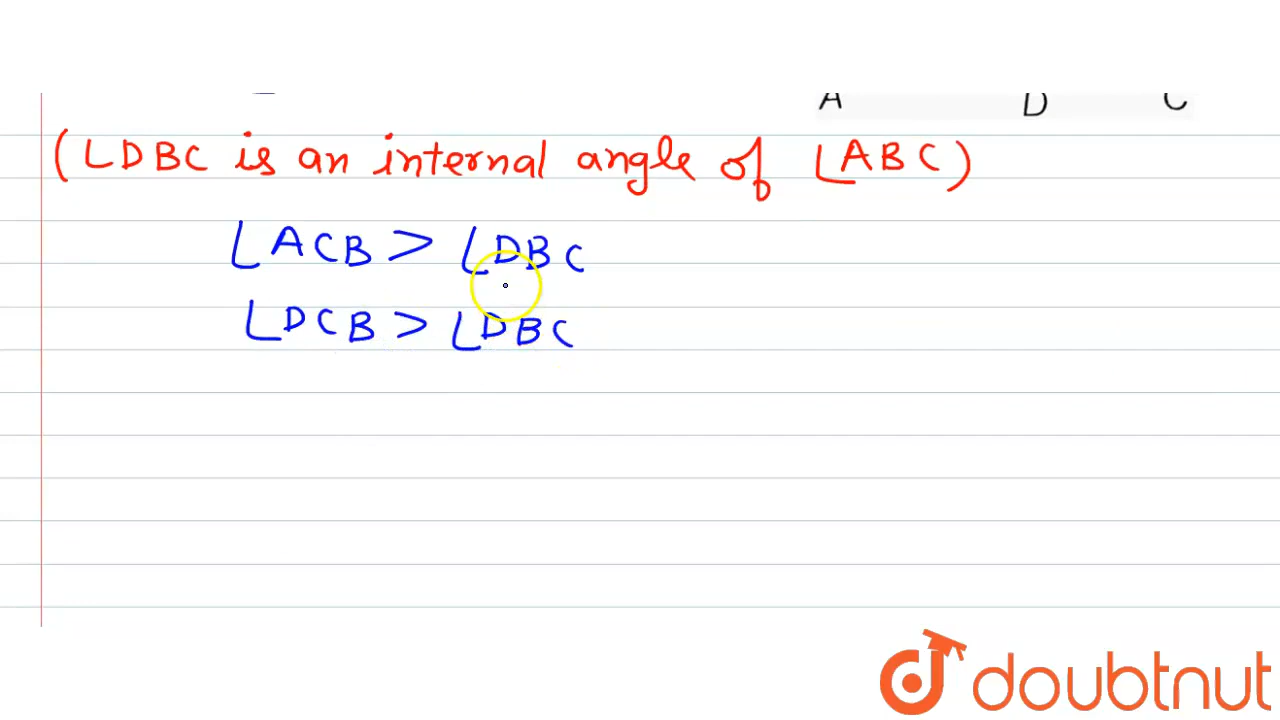 A D C
(∠DBC is an internal angle of ∠ABC)
∠ACB > ∠DBC
∠DCB > ∠DBC
doubtnut